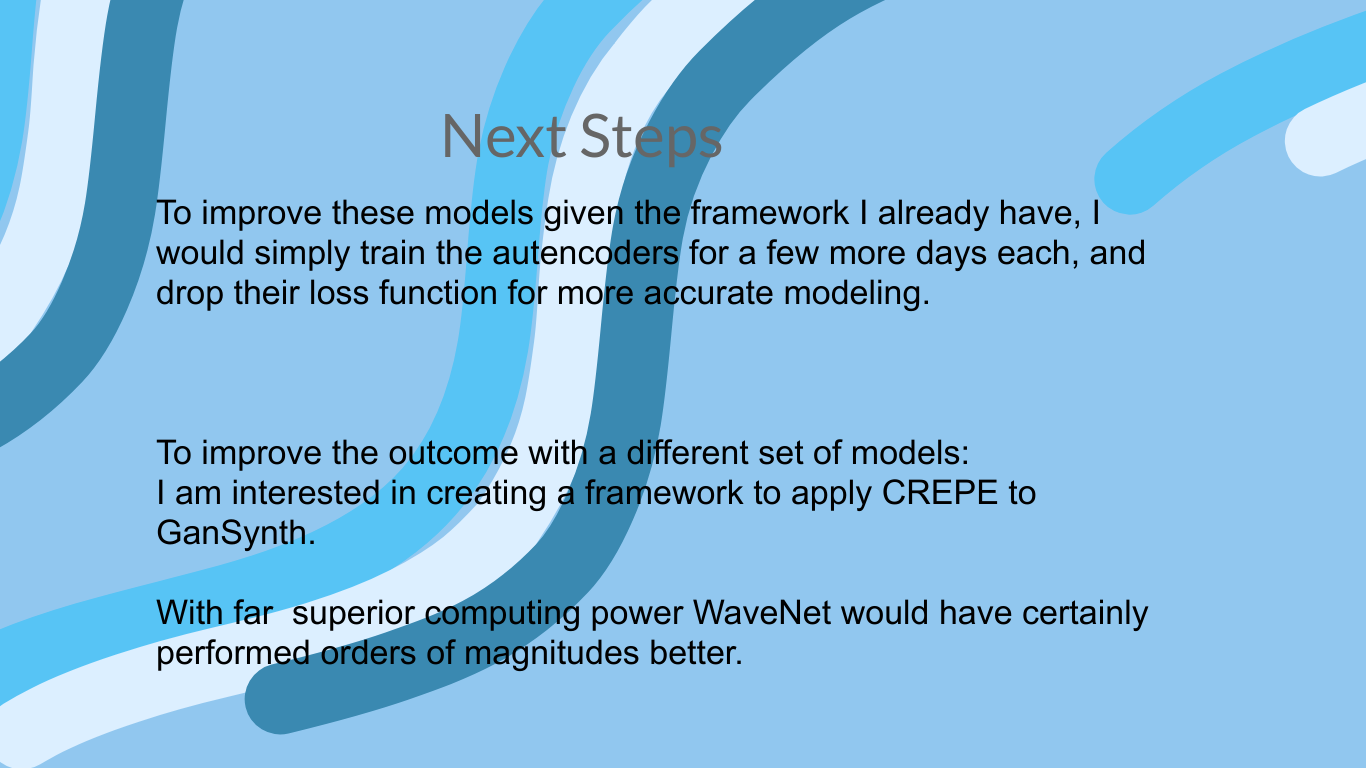 Next Steps
To improve these models given the framework I already have, I
would simply train the autencoders for a few more days each, and
drop their loss function for more accurate modeling.
To improve the outcome with a different set of models:
I am interested in creating a framework to apply CREPE to
GanSynth.
With far  superior computing power WaveNet would have certainly
performed orders of magnitudes better.